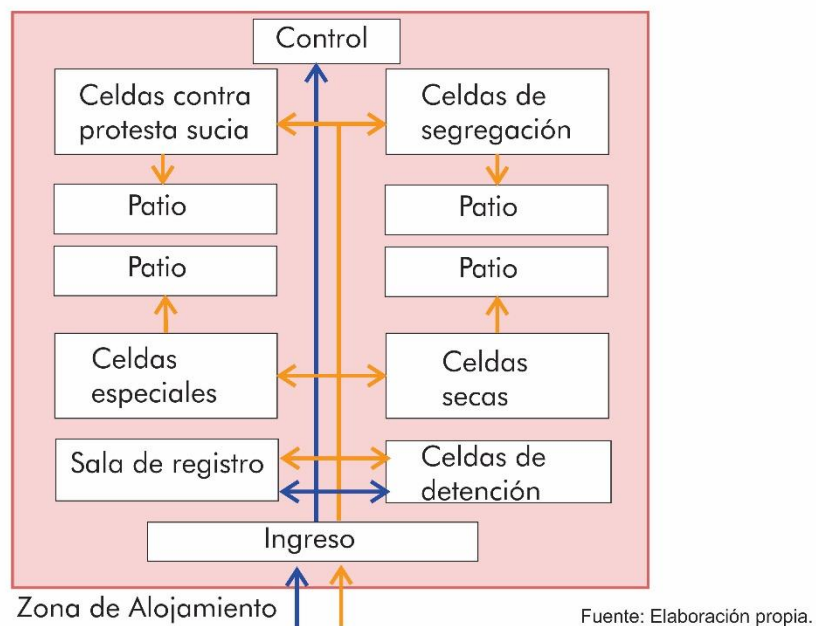 Control
Celdas contra
protesta sucia
Celdas de
segregación
Patio
Patio
Patio
Patio
Celdas
especiales
Celdas
secas
Sala de registro
Celdas de
detención
Ingreso
Zona de Alojamiento
Fuente: Elaboración propia.